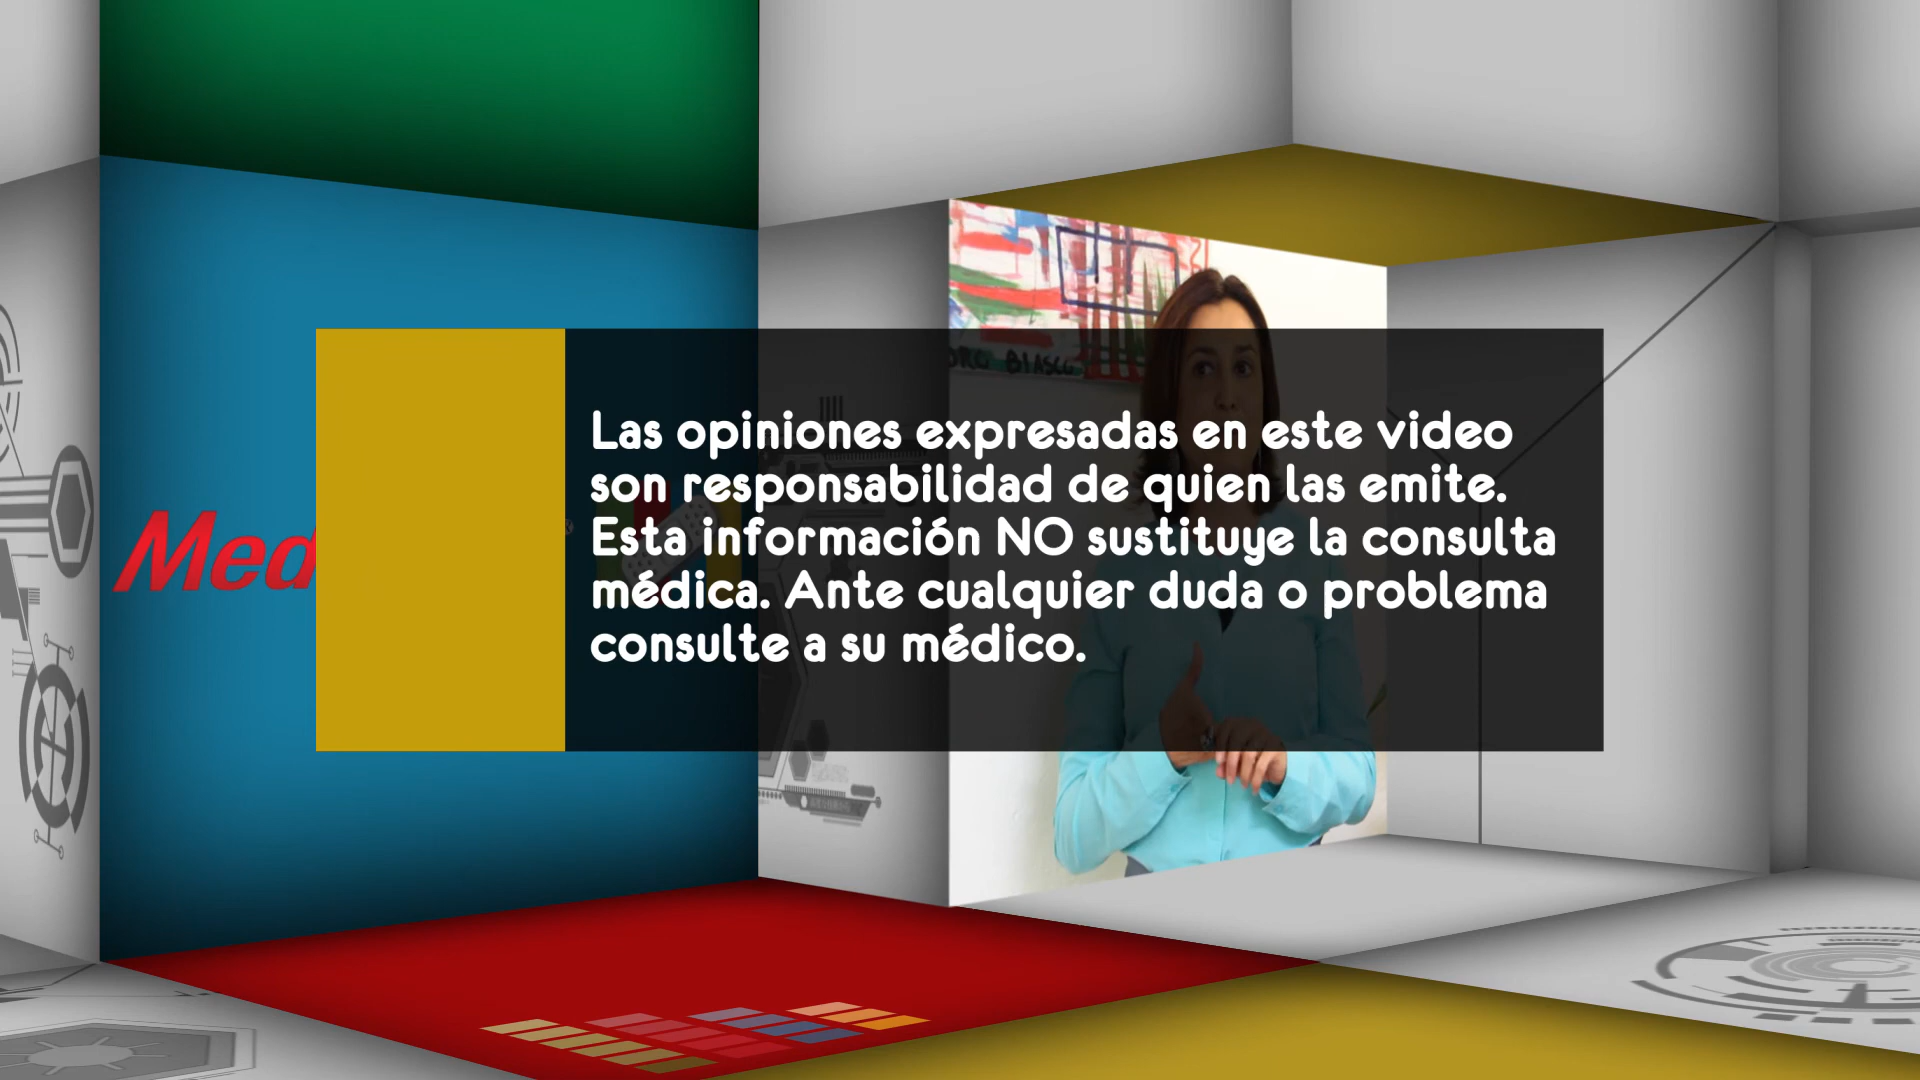 Las opiniones expresadas en este video
son responsabilidad de quien las emite.
Esta información NO sustituye la consulta
médica. Ante cualquier duda o problema
consulte a su médico.
Med
BIASCO